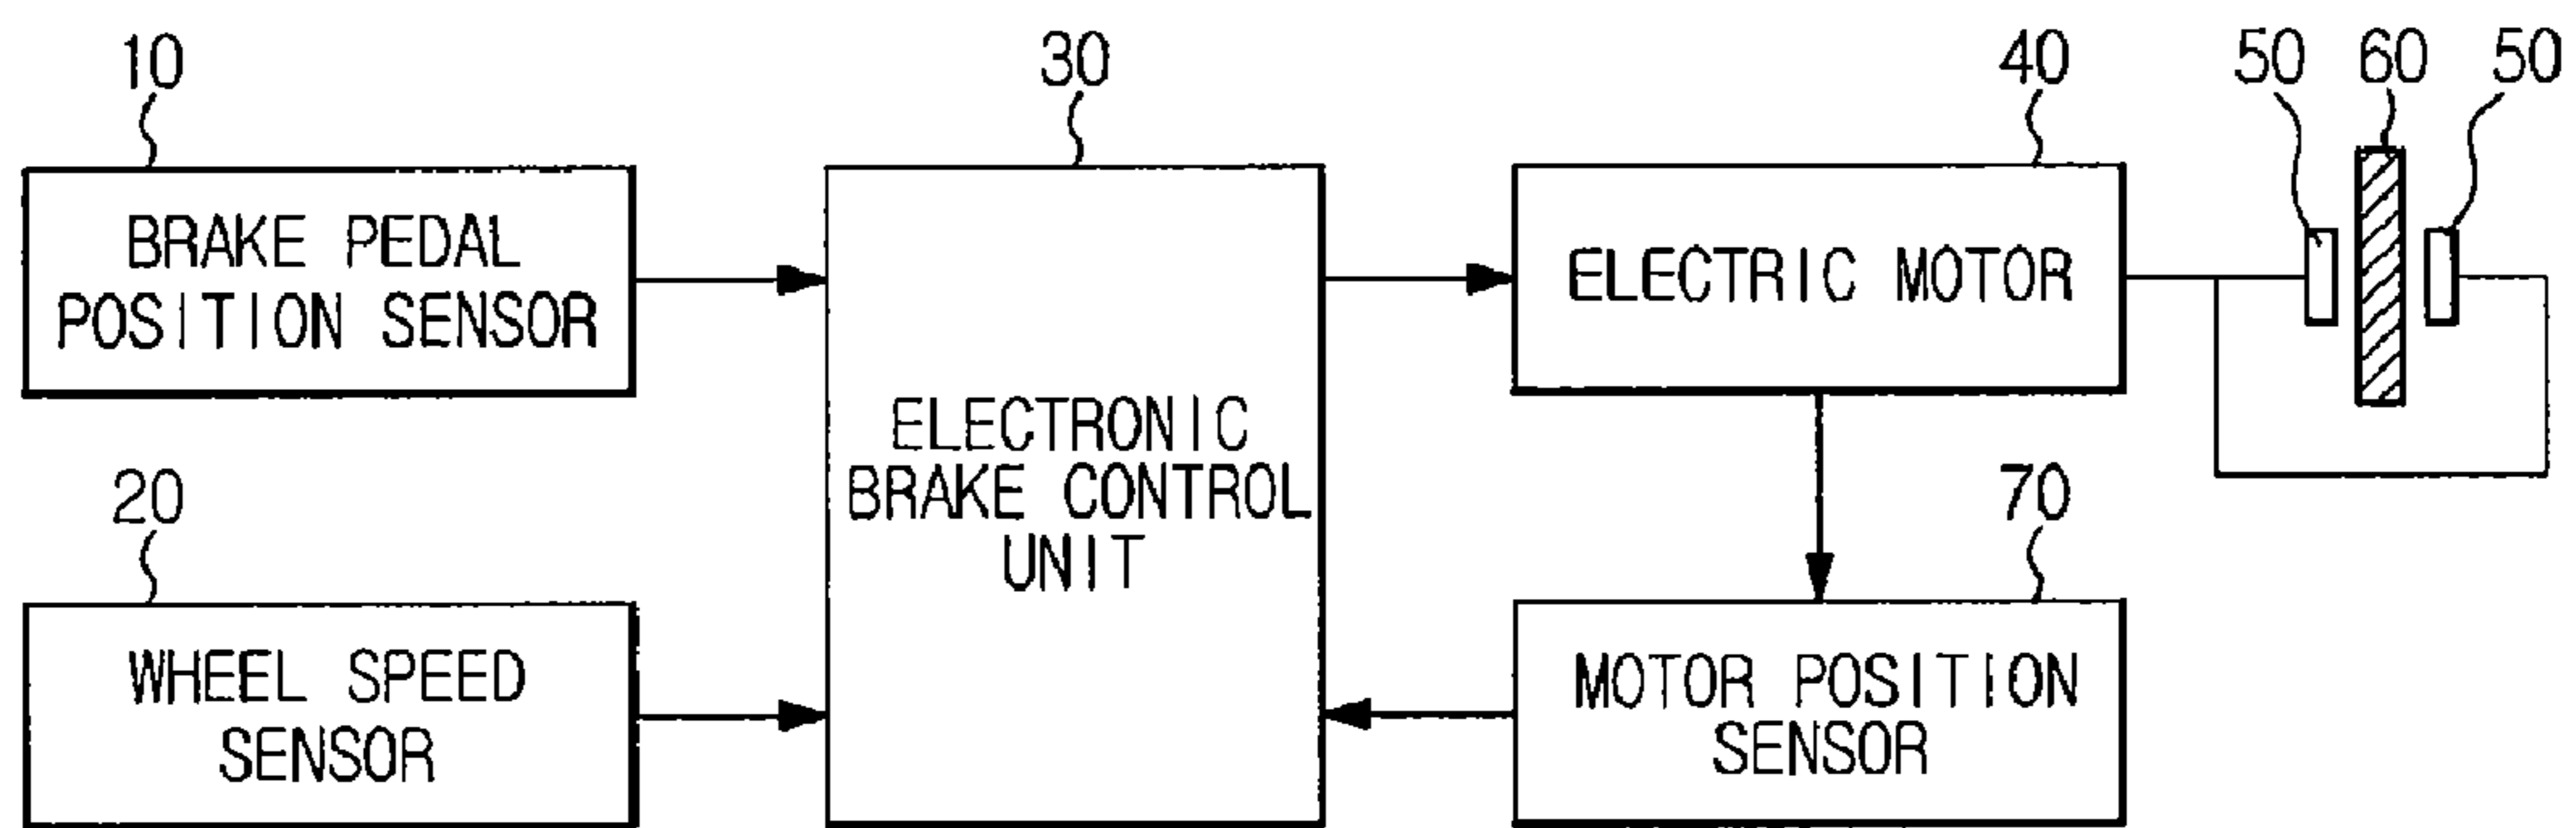 10
30
40
50
60
50
BRAKE PEDAL
POSITION SENSOR
ELECTRIC MOTOR
ELECTRONIC
BRAKE CONTROL
UNIT
20
70
WHEEL SPEED
SENSOR
MOTOR POSITION
SENSOR